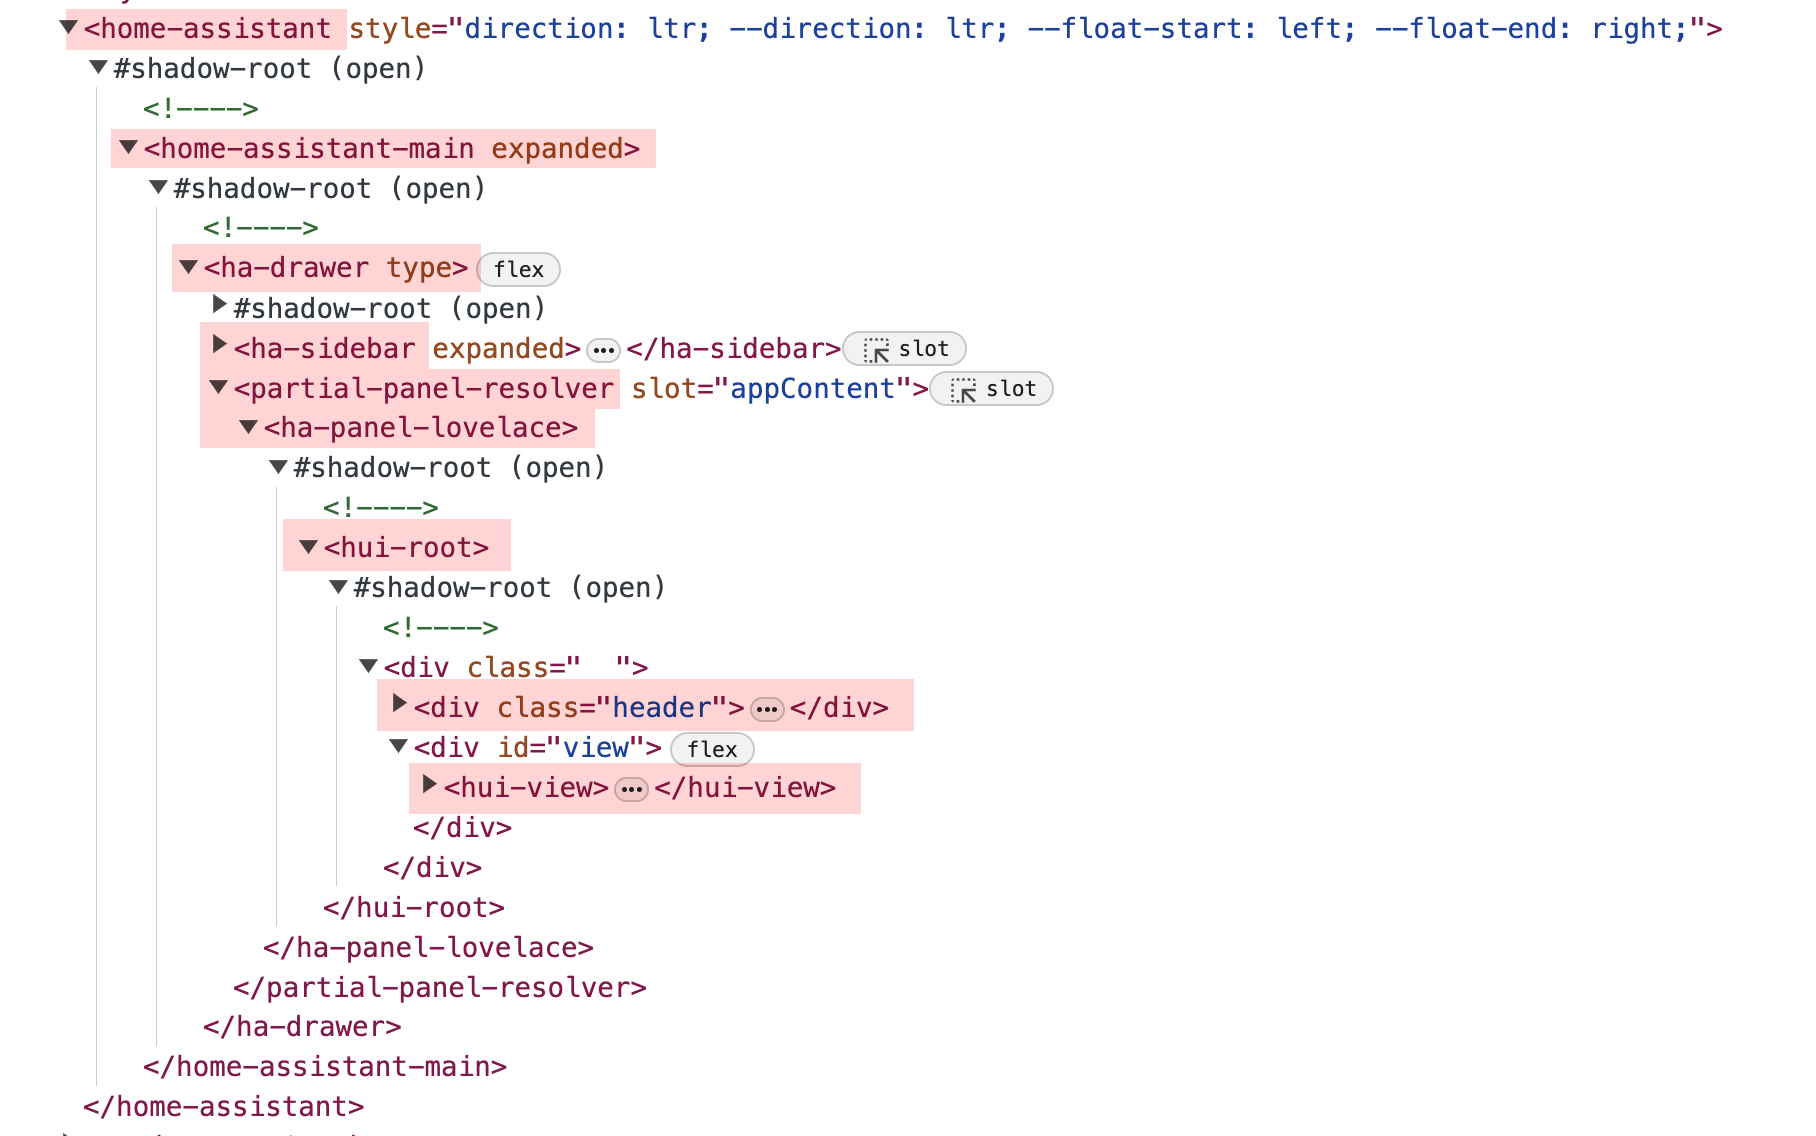 <home-assistant style="direction: ltr; --direction: ltr; --float-start: left; --float-end: right;">
#shadow-root (open)
<!---->
<home-assistant-main expanded>
#shadow-root (open)
<!---->
<ha-drawer type> flex
#shadow-root (open)
<ha-sidebar expanded>…</ha-sidebar> slot
<partial-panel-resolver slot="appContent"> slot
<ha-panel-lovelace>
#shadow-root (open)
<!---->
<hui-root>
#shadow-root (open)
<!---->
<div class="  ">
<div class="header">…</div>
<div id="view"> flex
<hui-view>…</hui-view>
</div>
</div>
</hui-root>
</ha-panel-lovelace>
</partial-panel-resolver>
</ha-drawer>
</home-assistant-main>
</home-assistant>